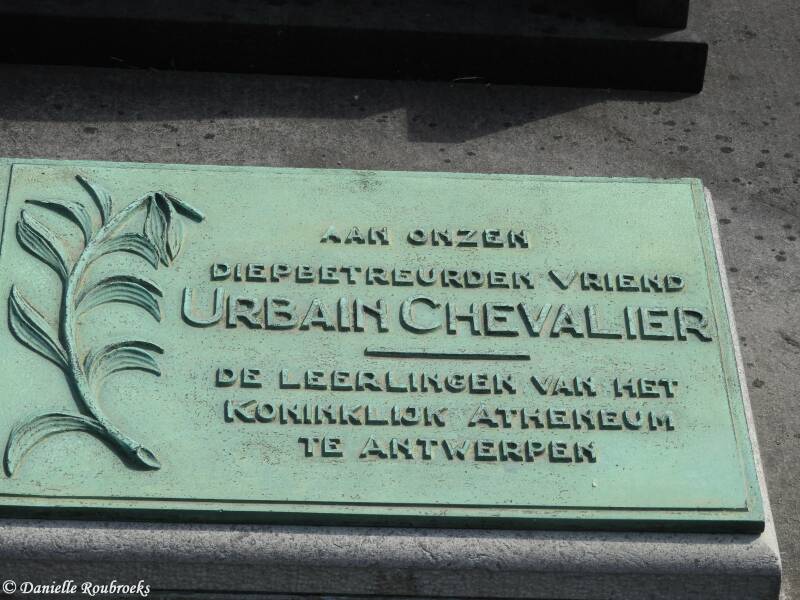 AAN ONZEN
DIEPBETREURDEN VRIEND
URBAIN CHEVALIER
DE LEERLINGEN VAN HET
KONINKLIJK ATHENEUM
TE ANTWERPEN
© Danielle Roubroeks